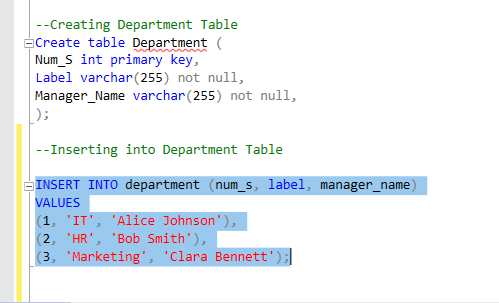 --Creating Department Table
Create table Department (
Num_S int primary key,
Label varchar(255) not null,
Manager_Name varchar(255) not null,
);
--Inserting into Department Table
INSERT INTO department (num_s, label, manager_name)
VALUES
(1, 'IT', 'Alice Johnson'),
(2, 'HR', 'Bob Smith'),
(3, 'Marketing', 'Clara Bennett');